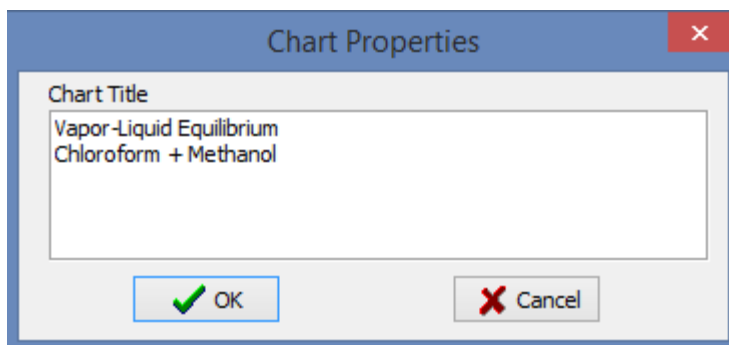 Chart Properties
Chart Title
Vapor-Liquid Equilibrium
Chloroform + Methanol
OK
Cancel